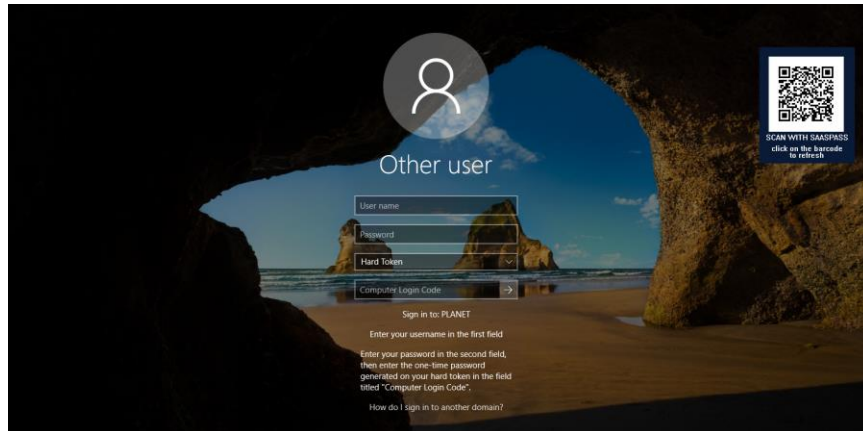 Other user
User name
Password
Hard Token
Computer Login Code
Sign in to: PLANET
Enter your username in the first field
Enter your password in the second field,
then enter the one-time password
generated on your hard token in the field
titled "Computer Login Code".
How do I sign in to another domain?
SCAN WITH SAASPASS
click on the barcode
to refresh